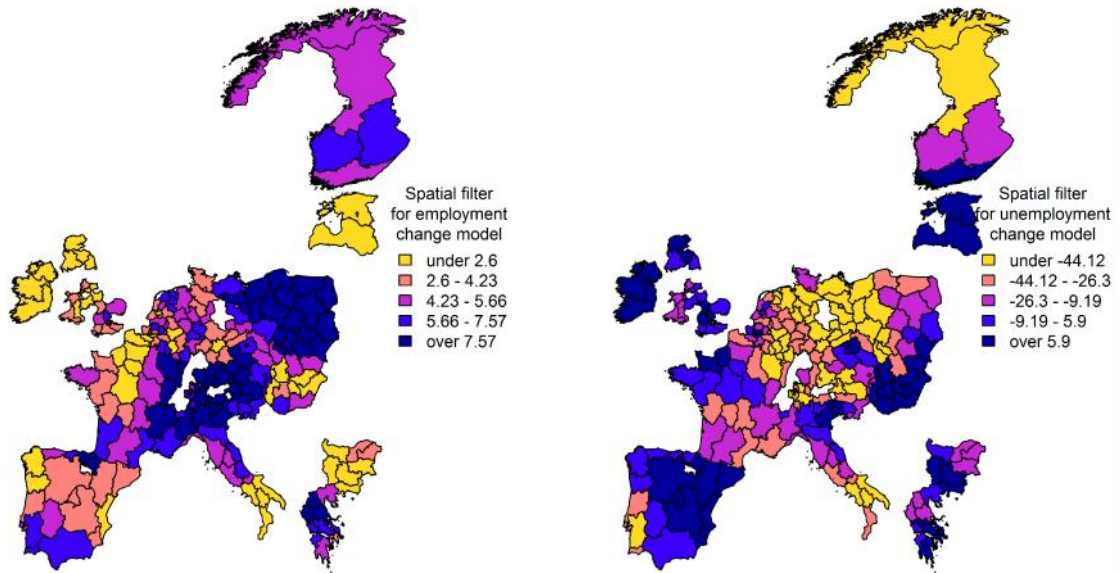 Spatial filter
for employment
change model
under 2.6
2.6 - 4.23
4.23 - 5.66
5.66 - 7.57
over 7.57
Spatial filter
for unemployment
change model
under -44.12
-44.12 - -26.3
-26.3 - -9.19
-9.19 - 5.9
over 5.9